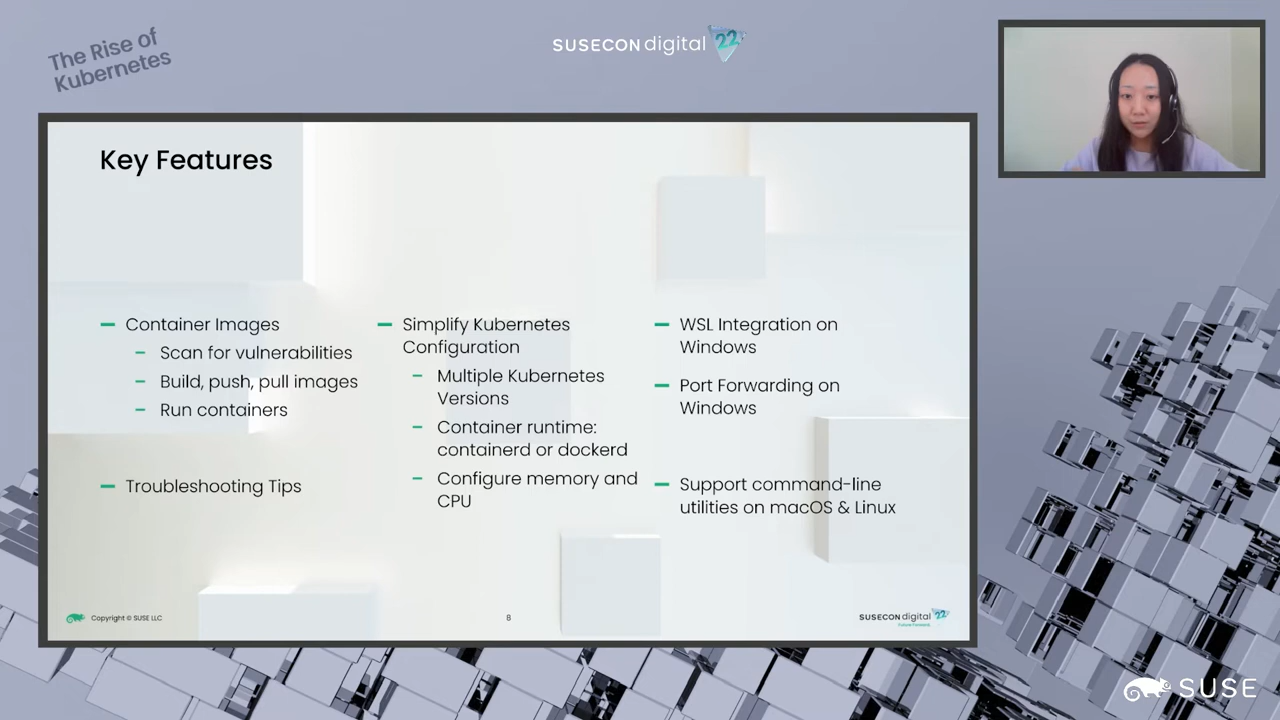 The Rise of
Kubernetes
SUSECON digital 22
Key Features
Container Images
Scan for vulnerabilities
Build, push, pull images
Run containers
Troubleshooting Tips
Simplify Kubernetes
Configuration
Multiple Kubernetes
Versions
Container runtime:
containerd or dockerd
Configure memory and
CPU
WSL Integration on
Windows
Port Forwarding on
Windows
Support command-line
utilities on macOS & Linux
Copyright © SUSE LLC
8
SUSECON digital 22
Future Forward.
SUSE